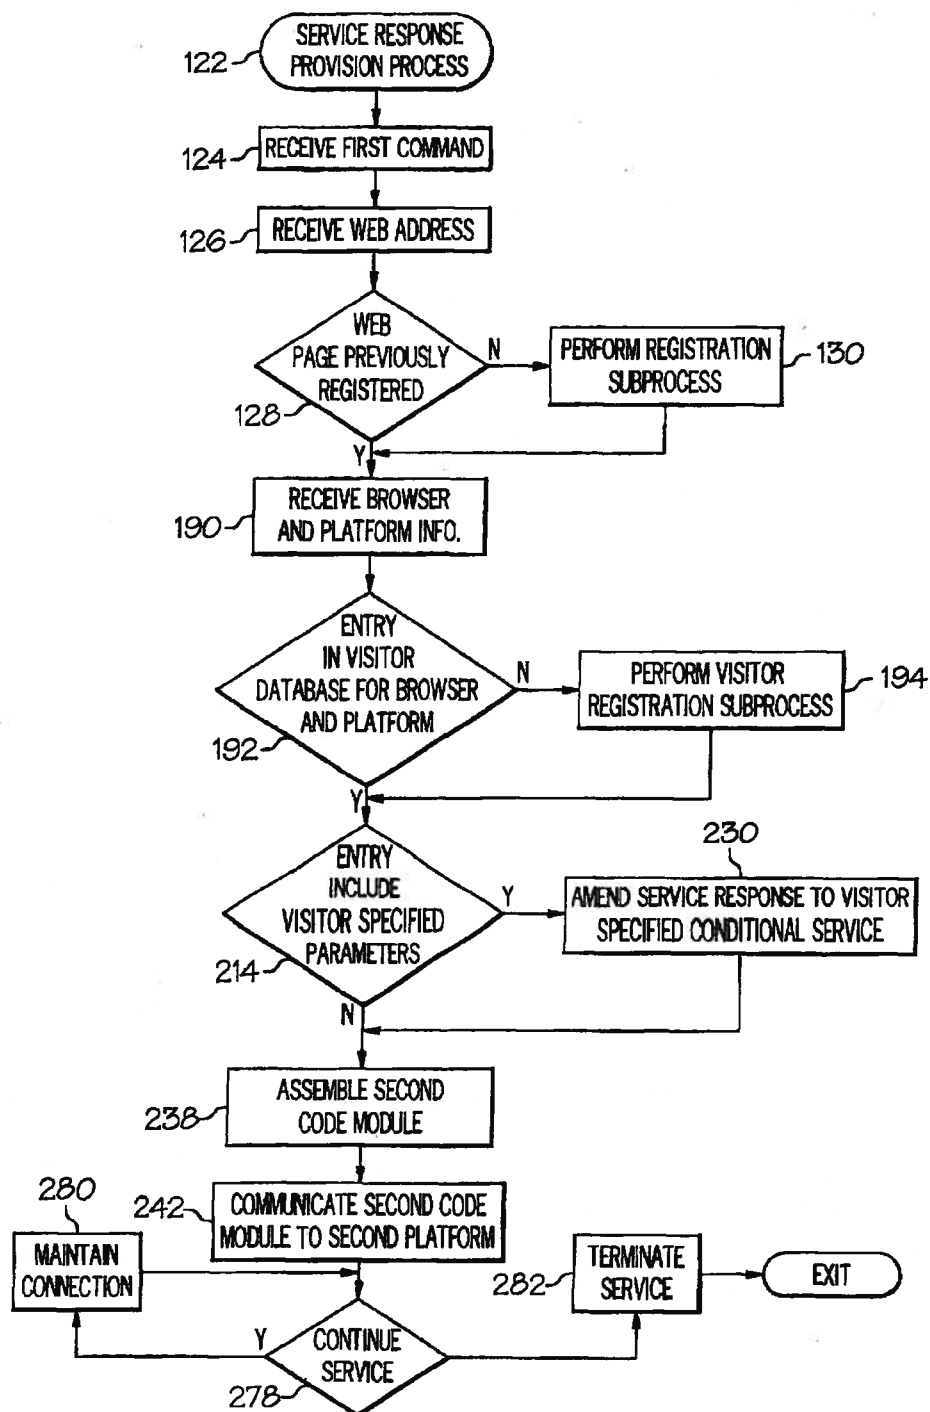 SERVICE RESPONSE
PROVISION PROCESS
122
RECEIVE FIRST COMMAND
124
RECEIVE WEB ADDRESS
126
WEB
PAGE PREVIOUSLY
REGISTERED
128
N
PERFORM REGISTRATION
SUBPROCESS
130
Y
RECEIVE BROWSER
AND PLATFORM INFO.
190
ENTRY
IN VISITOR
DATABASE FOR BROWSER
AND PLATFORM
192
N
PERFORM VISITOR
REGISTRATION SUBPROCESS
194
Y
ENTRY
INCLUDE
VISITOR SPECIFIED
PARAMETERS
214
Y
230
AMEND SERVICE RESPONSE TO VISITOR
SPECIFIED CONDITIONAL SERVICE
N
ASSEMBLE SECOND
CODE MODULE
238
COMMUNICATE SECOND CODE
MODULE TO SECOND PLATFORM
242
280
MAINTAIN
CONNECTION
Y
CONTINUE
SERVICE
278
TERMINATE
SERVICE
282
EXIT